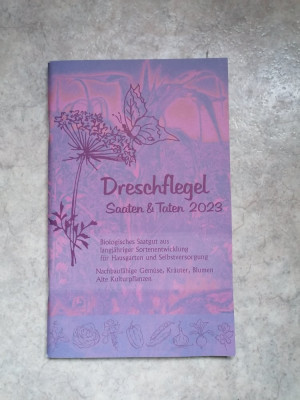 Dreschflegel
Saaten & Taten 2023
Biologisches Saatgut aus
langjähriger Sortenentwicklung
für Hausgarten und Selbstversorgung
Nachbaufähige Gemüse, Kräuter, Blumen
Alte Kulturpflanzen